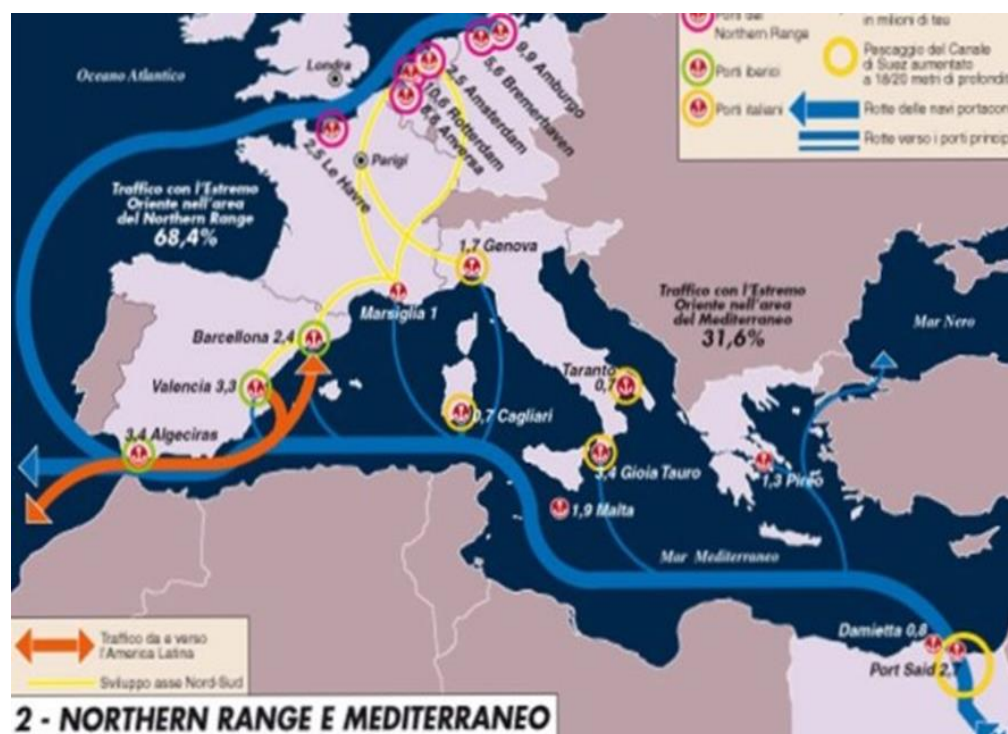 Porti del
Northern Range
in milioni di teu
Porti iberici
Passaggio del Canale
di Suez aumentato
a 18/20 metri di profondit
Porti italiani
Rotte delle navi portacon
Rotte verso i porti princip
Oceano Atlantico
Londra
9,9 Amburgo
5,6 Bremerhaven
2,5 Amsterdam
10,6 Rotterdam
Anversa
2,5 Le Havre
Parigi
Traffico con l'Estremo
Oriente nell'area
del Northern Range
68,4%
1,7 Genova
Marsiglia 1
Traffico con l'Estremo
Oriente nell'area
del Mediterraneo
31,6%
Mar Nero
Barcellona 2,4
Valencia 3,3
Taranto
0,7
0,7 Cagliari
3,4 Algeciras
3,4 Gioia Tauro
1,3 Pireo
1,9 Malta
Mar Mediterraneo
Damietta 0,8
Port Said 2,7
Traffico da e verso
l'America Latina
Sviluppo asse Nord-Sud
2 - NORTHERN RANGE E MEDITERRANEO